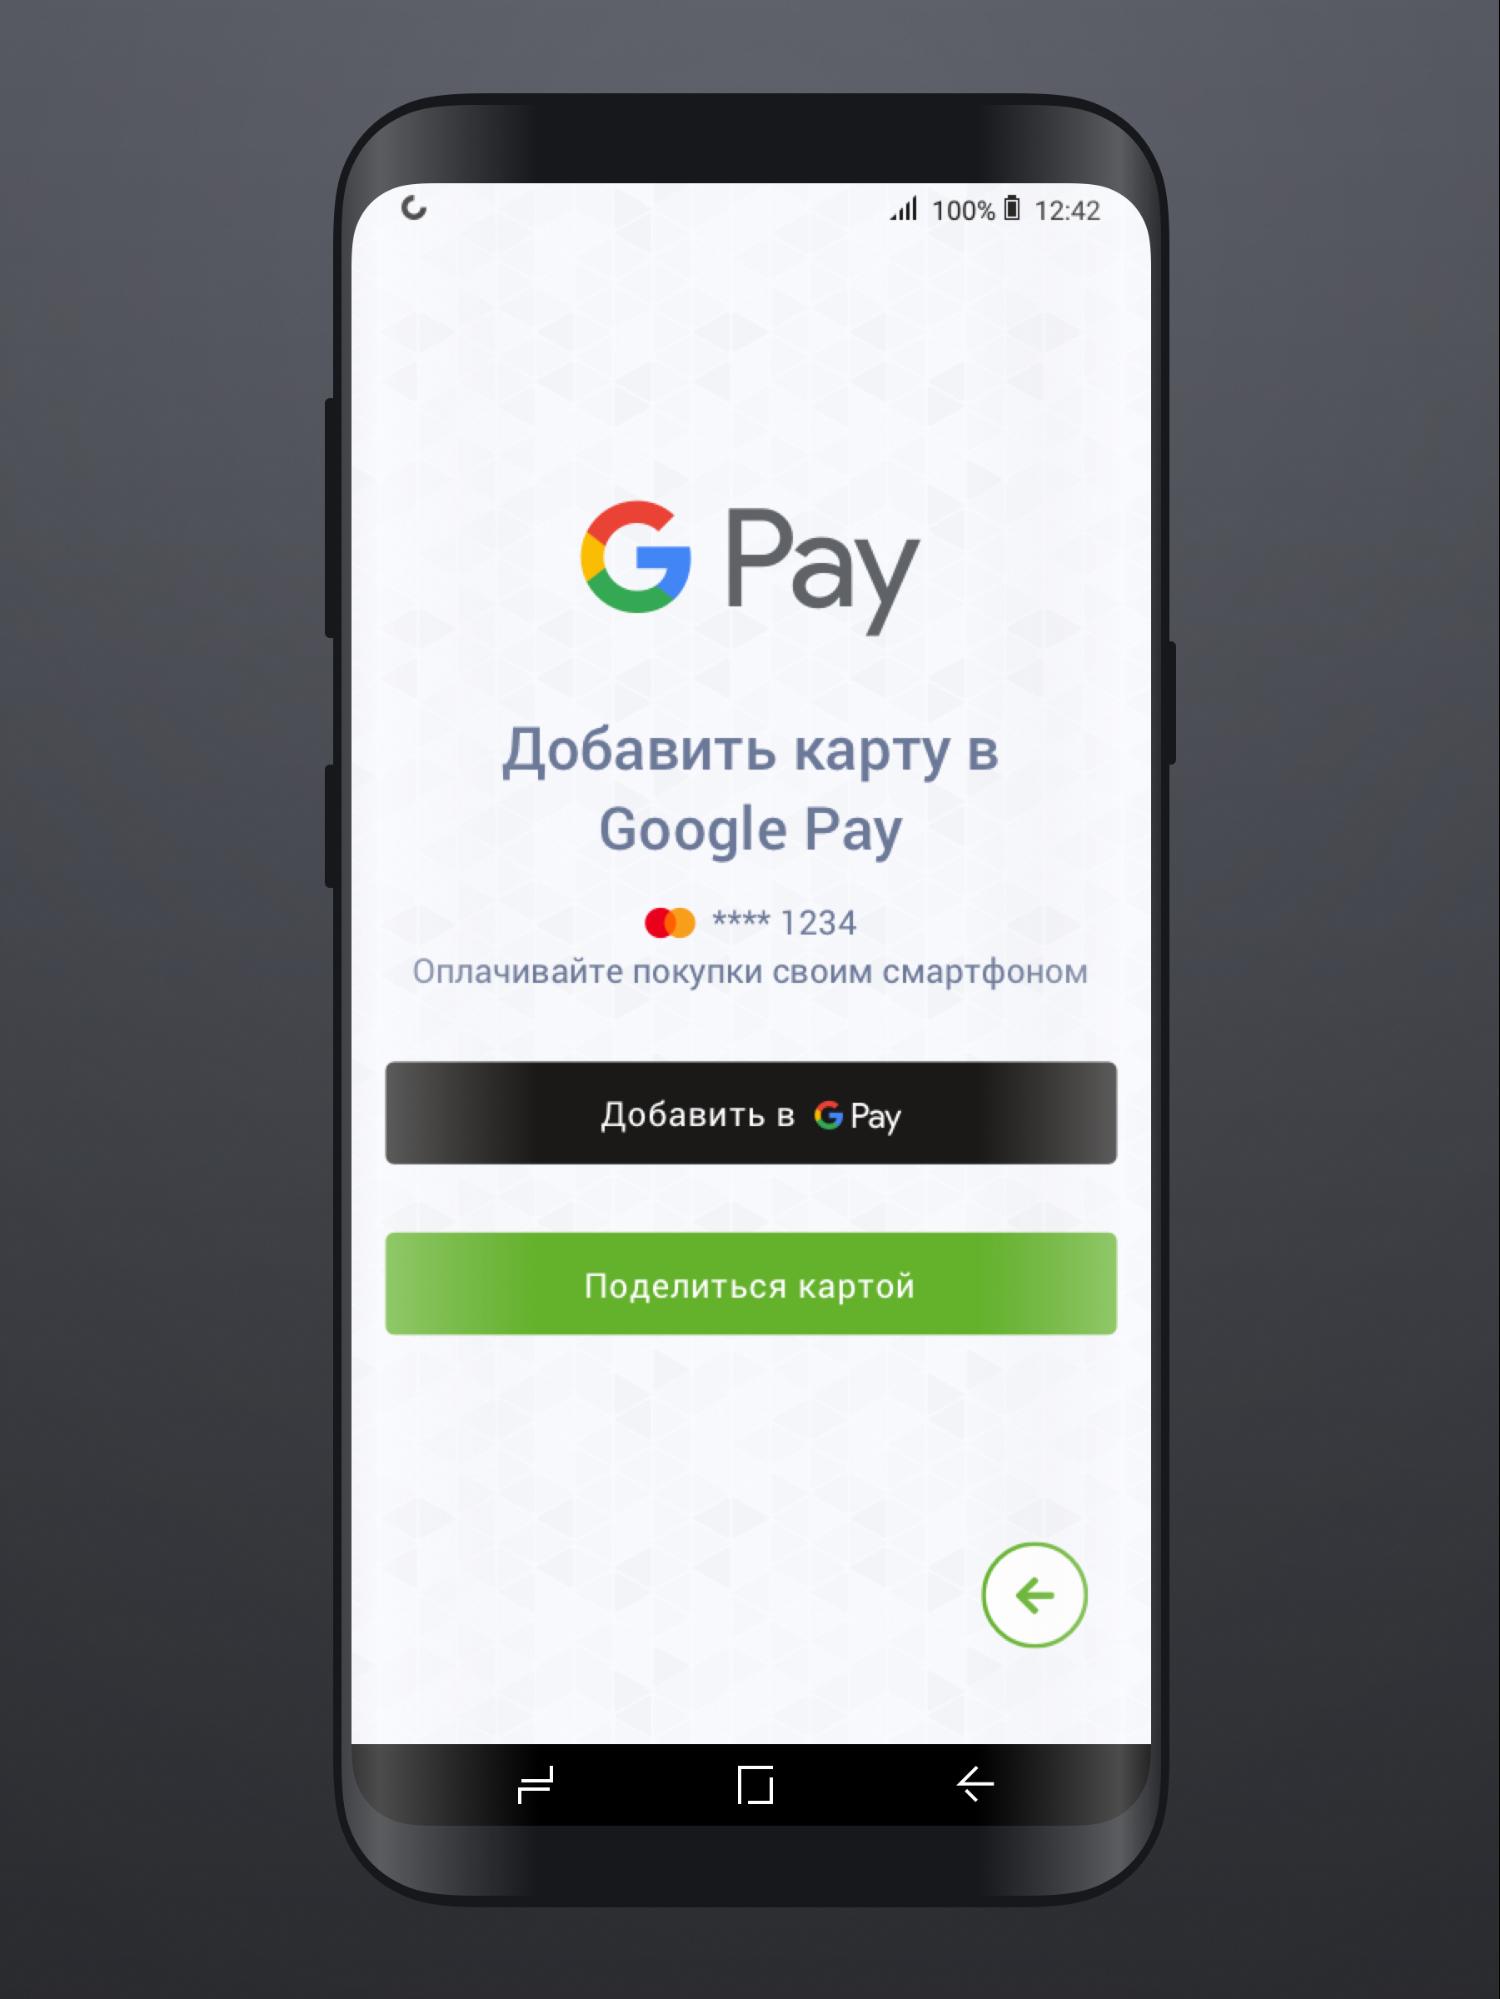 100% 12:42
G Pay
Добавить карту в
Google Pay
**** 1234
Оплачивайте покупки своим смартфоном
Добавить в G Pay
Поделиться картой